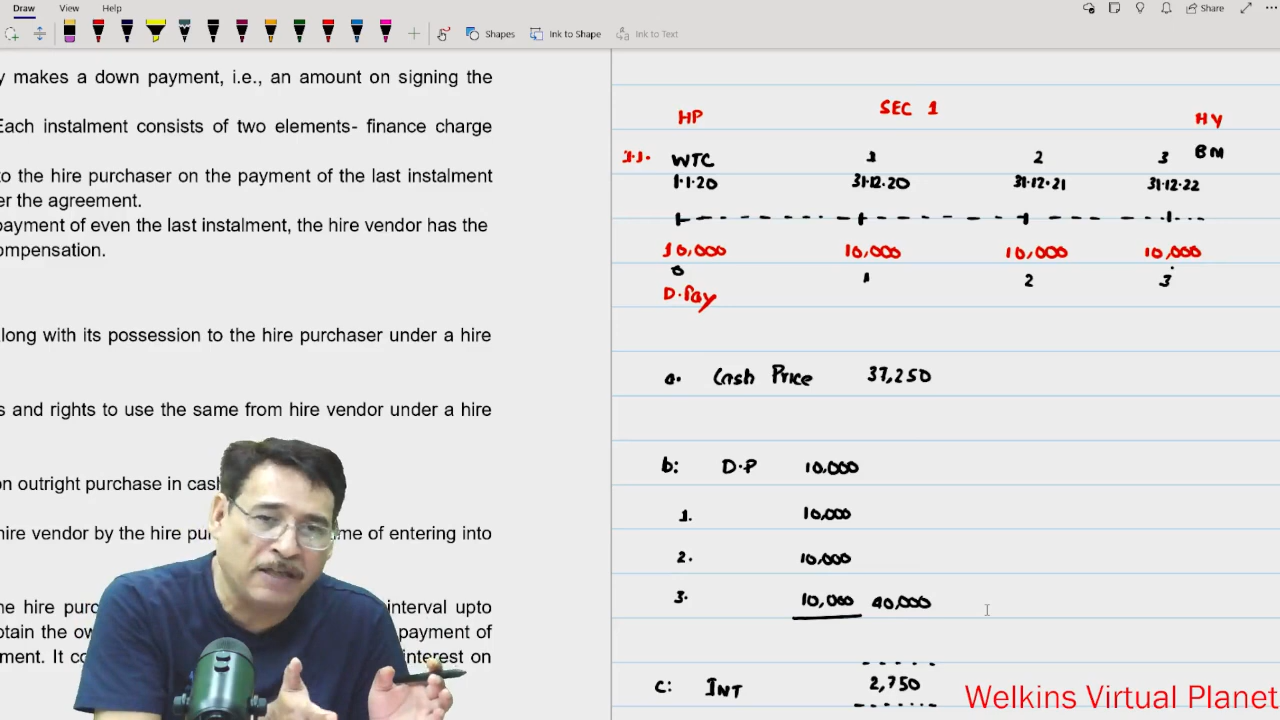 Draw View Help
Share
Shapes Ink to Shape Ink to Text
y makes a down payment, i.e., an amount on signing the
Each instalment consists of two elements- finance charge
to the hire purchaser on the payment of the last instalment
er the agreement.
payment of even the last instalment, the hire vendor has the
ompensation.
long with its possession to the hire purchaser under a hire
s and rights to use the same from hire vendor under a hire
on outright purchase in cas
hire vendor by the hire pu me of entering into
he hire purc interval upto
btain the ow payment of
ment. It co interest on
HP SEC 1 HV
1.1. WTC 1 2 3 BM
1.1.20 31.12.20 31.12.21 31.12.22
10,000 10,000 10,000 10,000
0 1 2 3
D.Pay
a. Cash Price 37,250
b: D.P 10,000
1. 10,000
2. 10,000
3. 10,000 40,000
c: INT 2,750
Welkins Virtual Planet